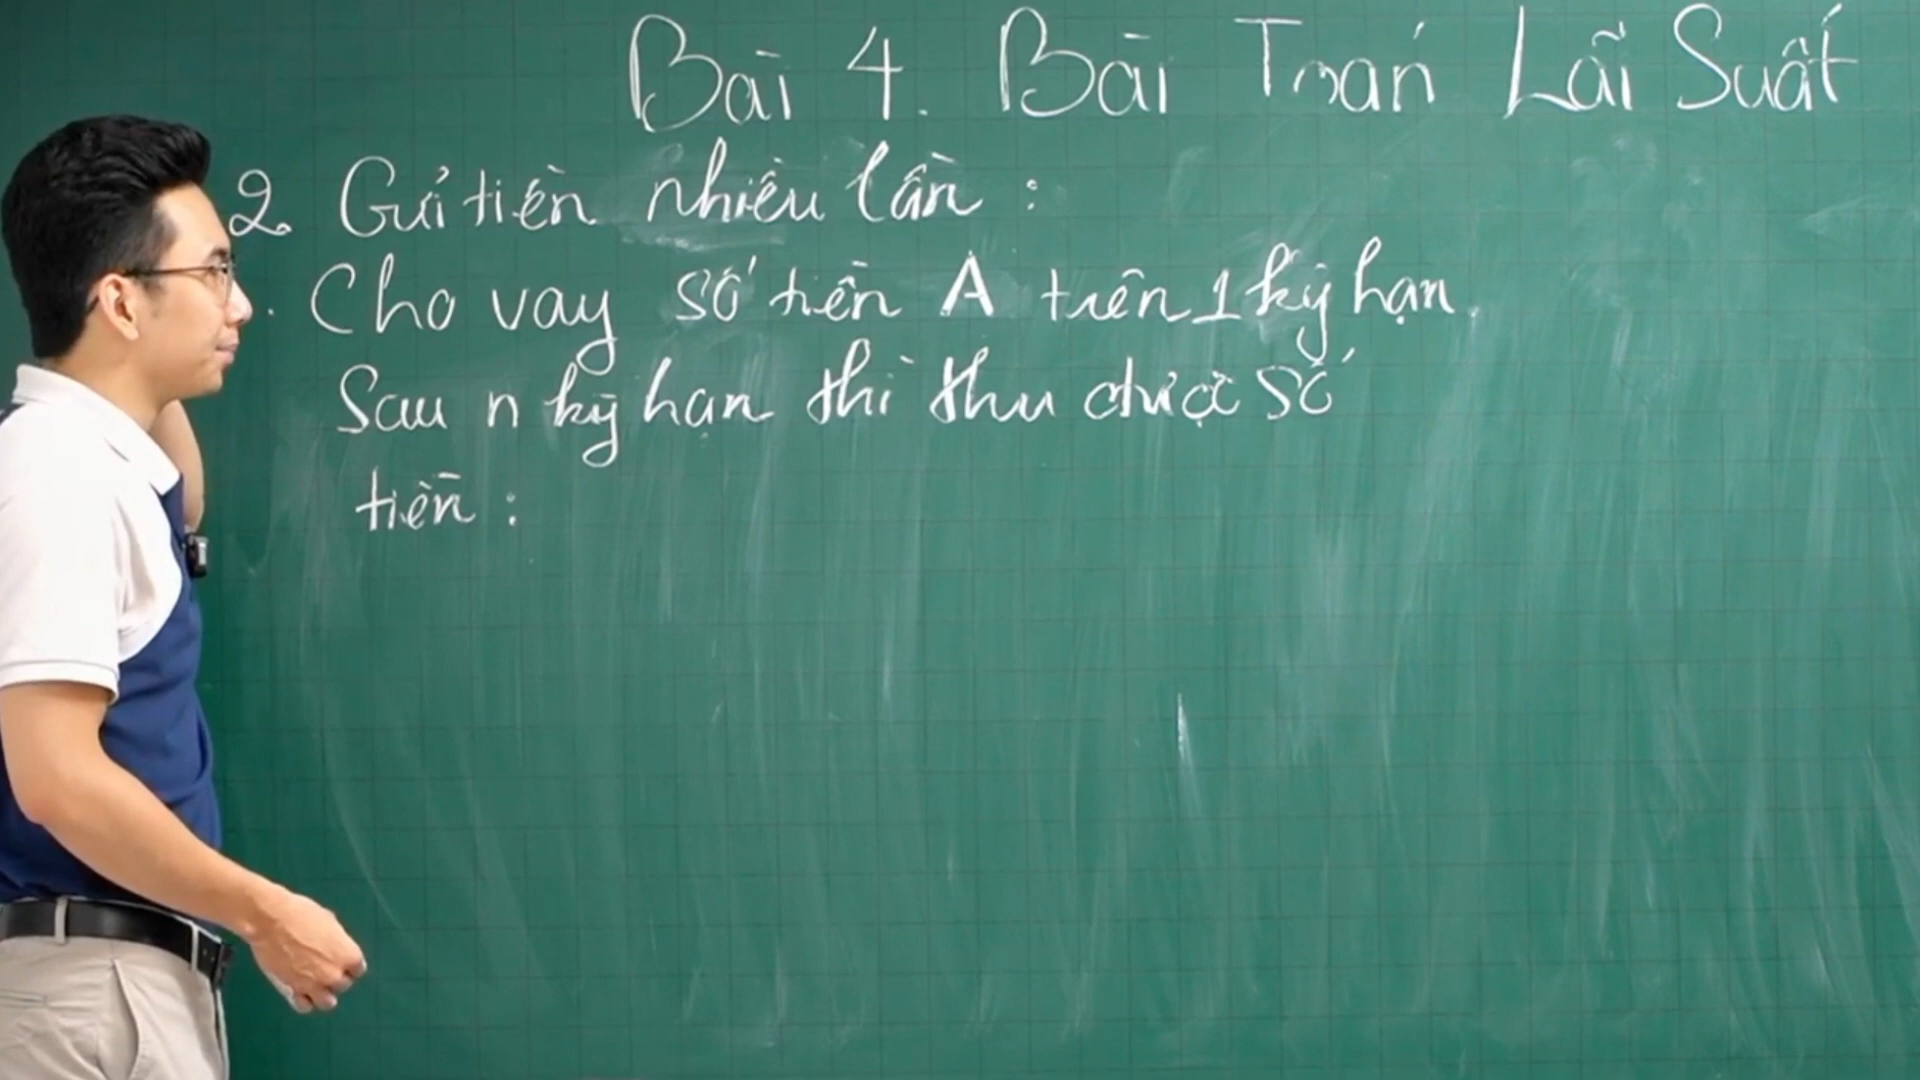 Bài 4. Bài Toán Lãi Suất
2. Gửi tiền nhiều lần :
. Cho vay số tiền A trên 1 kỳ hạn.
Sau n kỳ hạn thì thu được số
tiền :